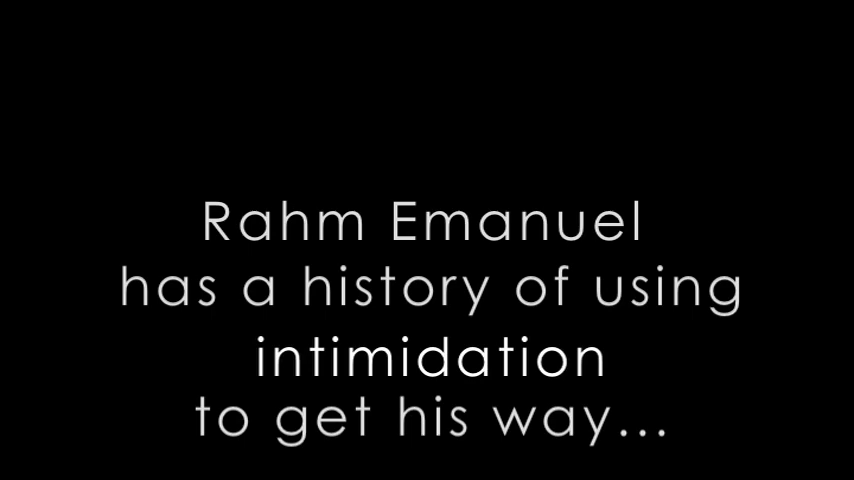 Rahm Emanuel
has a history of using
intimidation
to get his way...